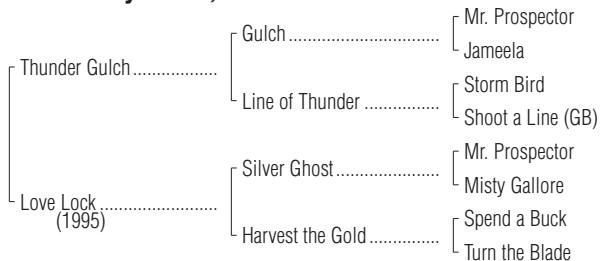 Mr. Prospector
Gulch
Jameela
Thunder Gulch
Storm Bird
Line of Thunder
Shoot a Line (GB)
Mr. Prospector
Silver Ghost
Misty Gallore
Love Lock
(1995)
Spend a Buck
Harvest the Gold
Turn the Blade